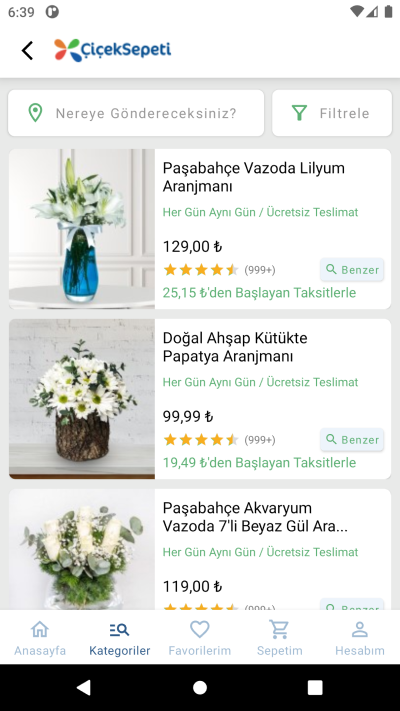 6:39
ÇiçekSepeti
Nereye Göndereceksiniz?
Filtrele
Paşabahçe Vazoda Lilyum
Aranjmanı
Her Gün Aynı Gün / Ücretsiz Teslimat
129,00 ₺
(999+)
Benzer
25,15 ₺'den Başlayan Taksitlerle
Doğal Ahşap Kütükte
Papatya Aranjmanı
Her Gün Aynı Gün / Ücretsiz Teslimat
99,99 ₺
(999+)
Benzer
19,49 ₺'den Başlayan Taksitlerle
Paşabahçe Akvaryum
Vazoda 7'li Beyaz Gül Ara...
Her Gün Aynı Gün / Ücretsiz Teslimat
119,00 ₺
(999+)
Benzer
Anasayfa
Kategoriler
Favorilerim
Sepetim
Hesabım